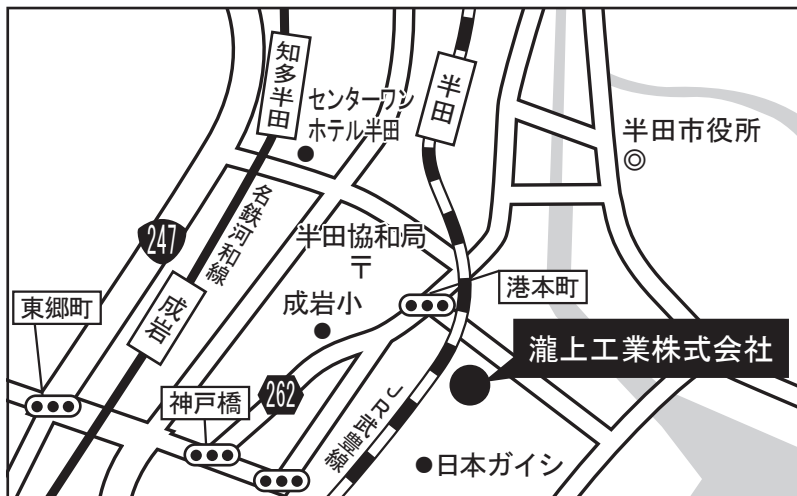 知多半田
半田
センターワン
ホテル半田
半田市役所
247
名鉄河和線
半田協和局
〒
港本町
東郷町
成岩
成岩小
瀧上工業株式会社
神戸橋
262
JR武豊線
日本ガイシ